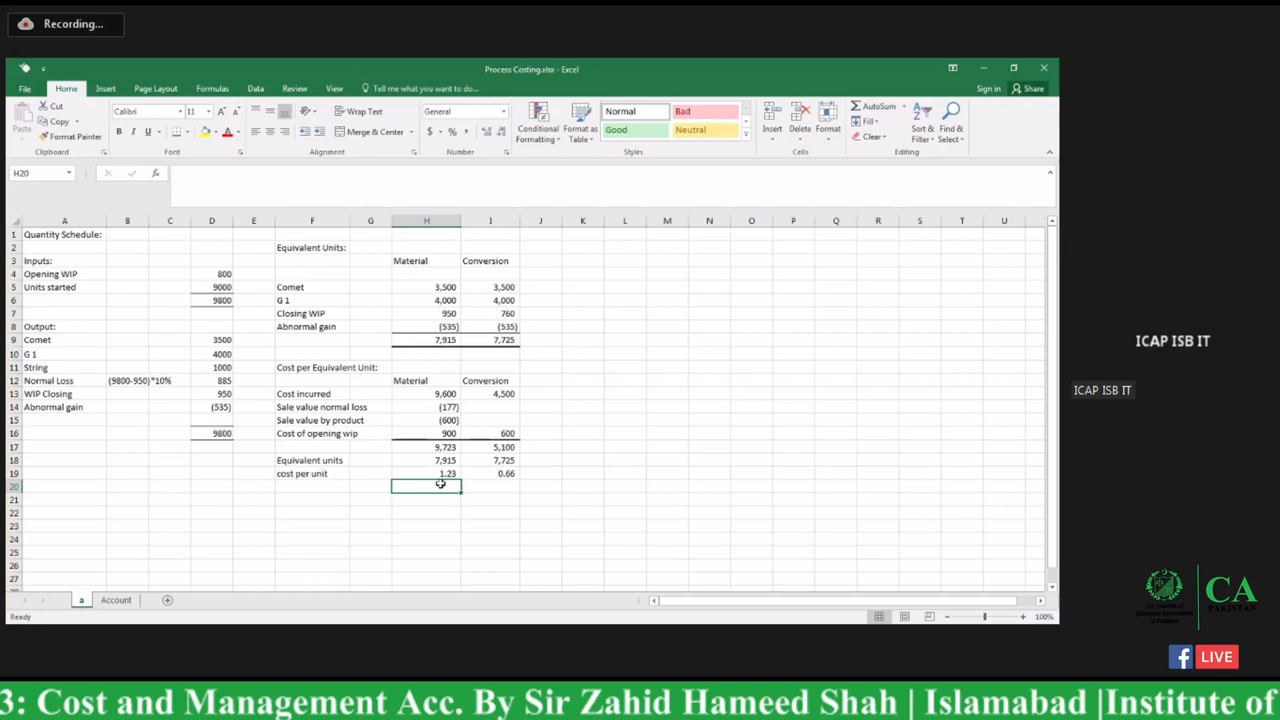 Recording...
Process Costing.xlsx - Excel
File Home Insert Page Layout Formulas Data Review View Tell me what you want to do... Sign in Share
Cut
Copy
Format Painter
Paste
Clipboard
Calibri 11
B I U
Font
Wrap Text
Merge & Center
Alignment
General
$ % ,
Number
Conditional Formatting
Format as Table
Normal Bad
Good Neutral
Styles
Insert Delete Format
Cells
AutoSum
Fill
Clear
Sort & Filter
Find & Select
Editing
H20 fx
A B C D E F G H I J K L M N O P Q R S T U
1 Quantity Schedule:
2 Equivalent Units:
3 Inputs: Material Conversion
4 Opening WIP 800
5 Units started 9000 Comet 3,500 3,500
6 9800 G 1 4,000 4,000
7 Closing WIP 950 760
8 Output: Abnormal gain (535) (535)
9 Comet 3500 7,915 7,725
10 G 1 4000
11 String 1000 Cost per Equivalent Unit:
12 Normal Loss (9800-950)*10% 885 Material Conversion
13 WIP Closing 950 Cost incurred 9,600 4,500
14 Abnormal gain (535) Sale value normal loss (177)
15 Sale value by product (600)
16 9800 Cost of opening wip 900 600
17 9,723 5,100
18 Equivalent units 7,915 7,725
19 cost per unit 1.23 0.66
20
21
22
23
24
25
26
27
a Account
Ready 100%
ICAP ISB IT
ICAP ISB IT
CA
PAKISTAN
f LIVE
3: Cost and Management Acc. By Sir Zahid Hameed Shah | Islamabad |Institute of